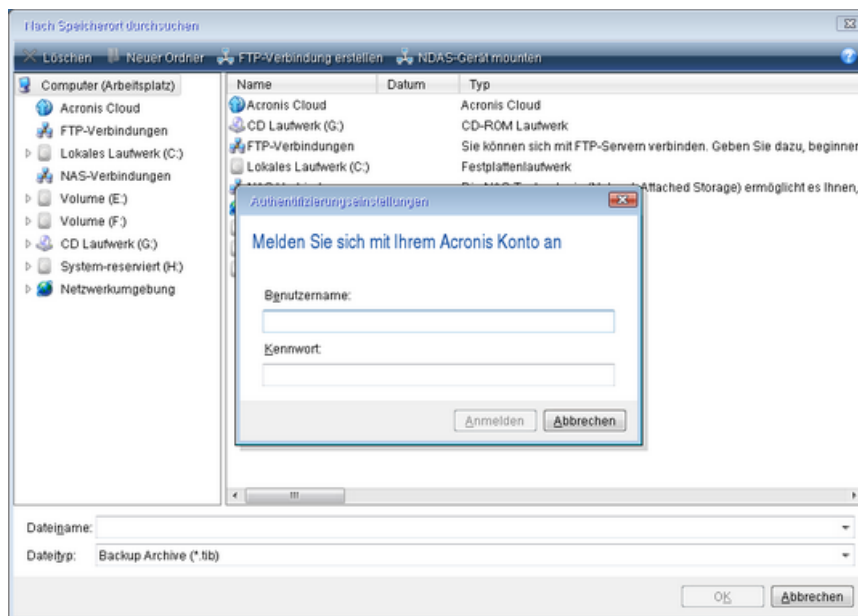 Nach Speicherort durchsuchen
Löschen Neuer Ordner FTP-Verbindung erstellen NDAS-Gerät mounten
Computer (Arbeitsplatz)
Acronis Cloud
FTP-Verbindungen
Lokales Laufwerk (C:)
NAS-Verbindungen
Volume (E:)
Volume (F:)
CD Laufwerk (G:)
System-reserviert (H:)
Netzwerkumgebung
Name Datum Typ
Acronis Cloud Acronis Cloud
CD Laufwerk (G:) CD-ROM Laufwerk
FTP-Verbindungen Sie können sich mit FTP-Servern verbinden. Geben Sie dazu, beginner
Lokales Laufwerk (C:) Festplattenlaufwerk
Attached Storage) ermöglicht es Ihnen,
Authentifizierungseinstellungen
Melden Sie sich mit Ihrem Acronis Konto an
Benutzername:
Kennwort:
Anmelden Abbrechen
Dateiname:
Dateityp: Backup Archive (*.tib)
OK Abbrechen